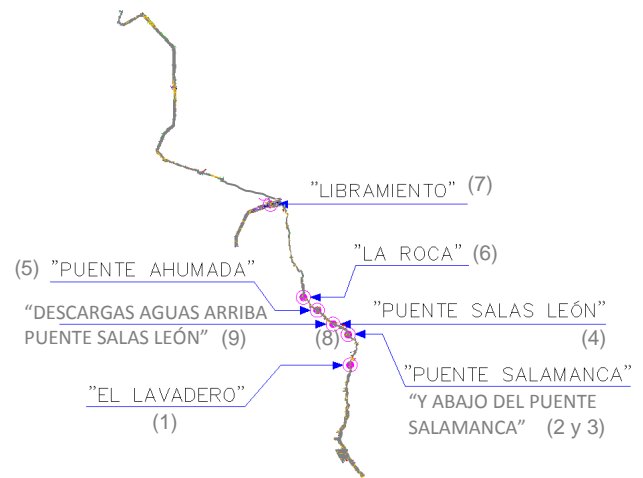 "LIBRAMIENTO" (7)
"LA ROCA" (6)
(5) "PUENTE AHUMADA"
“DESCARGAS AGUAS ARRIBA
PUENTE SALAS LEÓN” (9)
(8)
"PUENTE SALAS LEÓN"
(4)
"PUENTE SALAMANCA"
“Y ABAJO DEL PUENTE
SALAMANCA” (2 y 3)
"EL LAVADERO"
(1)